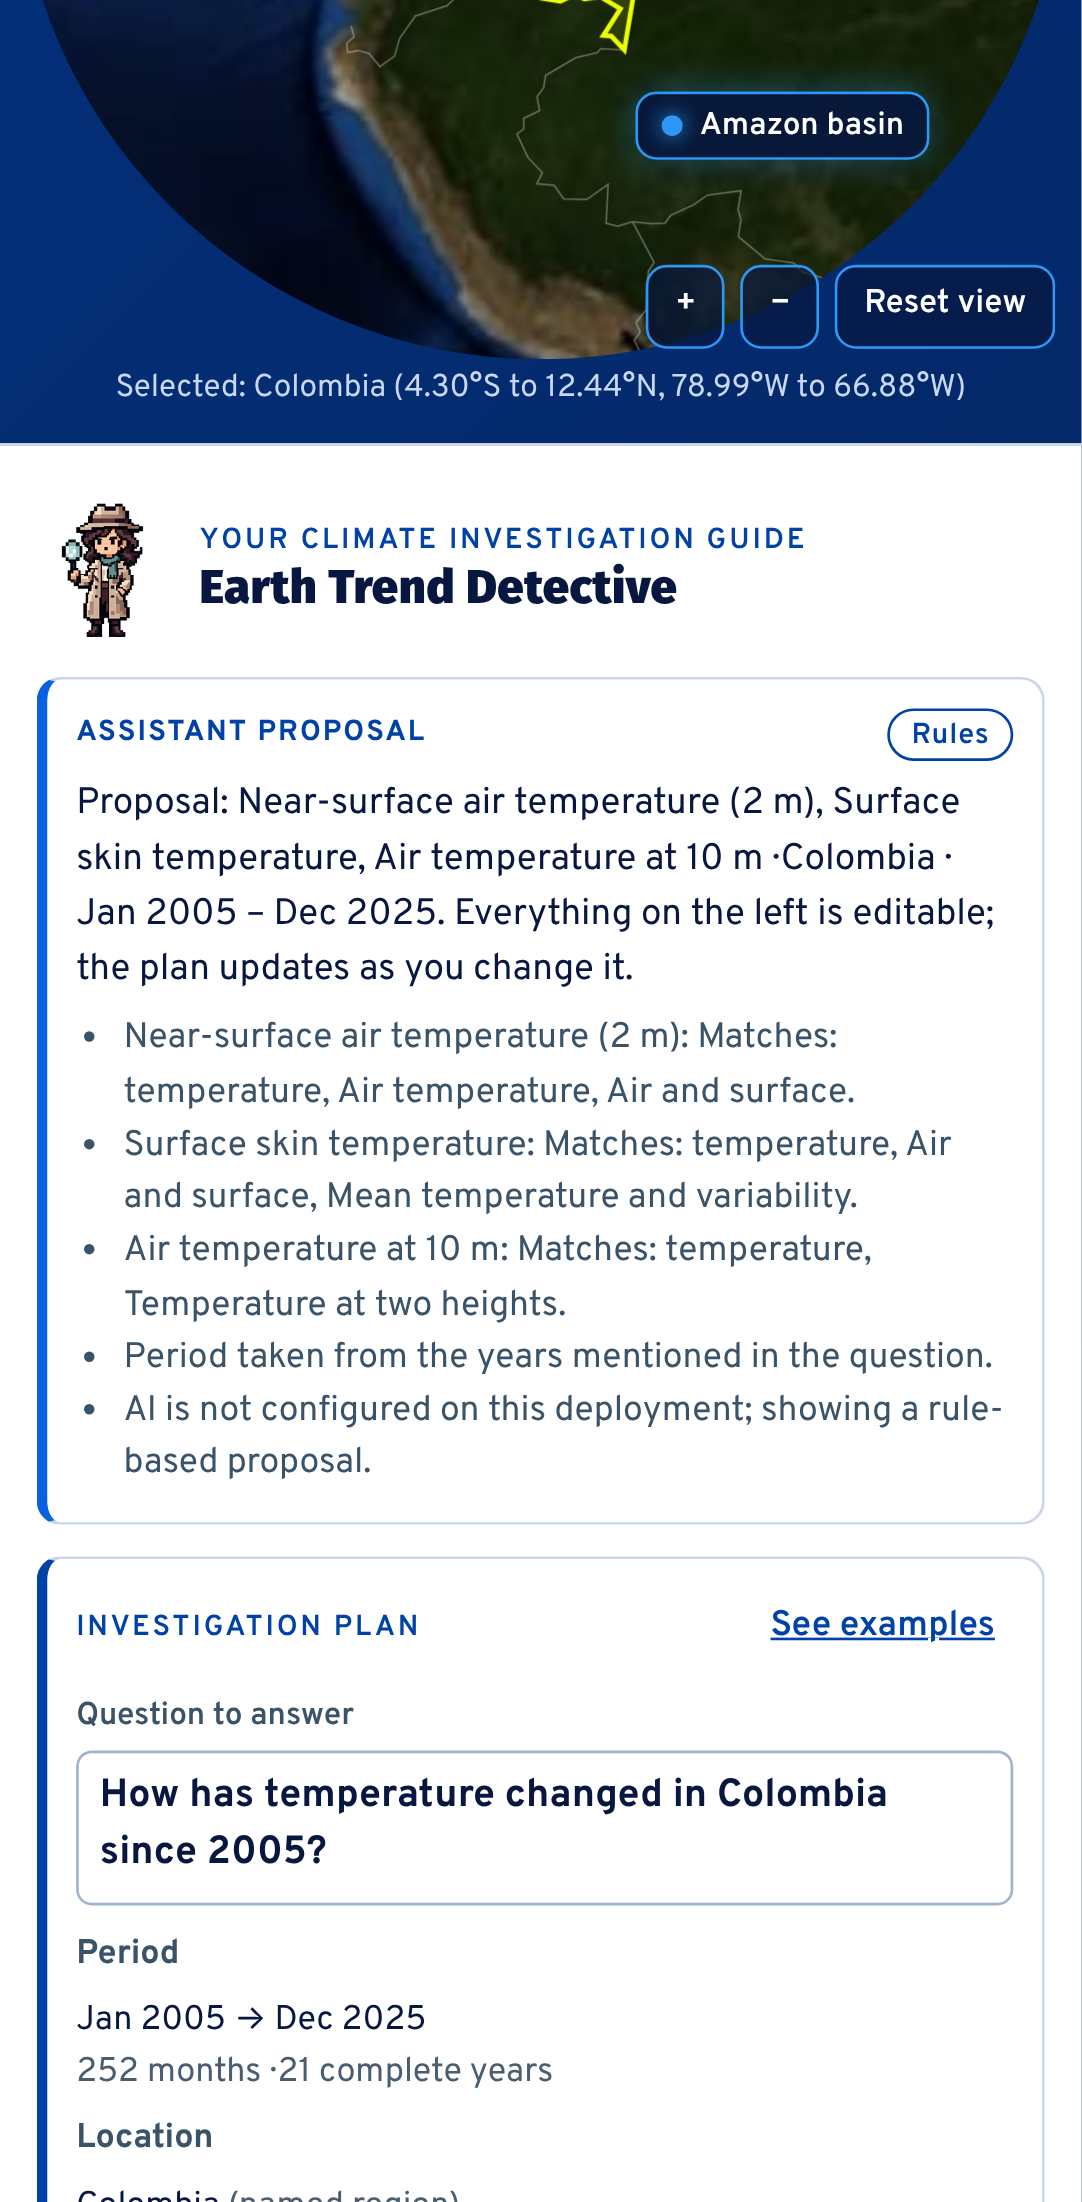 Amazon basin
+
−
Reset view
Selected: Colombia (4.30°S to 12.44°N, 78.99°W to 66.88°W)
YOUR CLIMATE INVESTIGATION GUIDE
Earth Trend Detective
ASSISTANT PROPOSAL
Rules
Proposal: Near-surface air temperature (2 m), Surface
skin temperature, Air temperature at 10 m · Colombia ·
Jan 2005 – Dec 2025. Everything on the left is editable;
the plan updates as you change it.
• Near-surface air temperature (2 m): Matches:
temperature, Air temperature, Air and surface.
• Surface skin temperature: Matches: temperature, Air
and surface, Mean temperature and variability.
• Air temperature at 10 m: Matches: temperature,
Temperature at two heights.
• Period taken from the years mentioned in the question.
• AI is not configured on this deployment; showing a rule-
based proposal.
INVESTIGATION PLAN
See examples
Question to answer
How has temperature changed in Colombia
since 2005?
Period
Jan 2005 → Dec 2025
252 months · 21 complete years
Location
Colombia (named region)